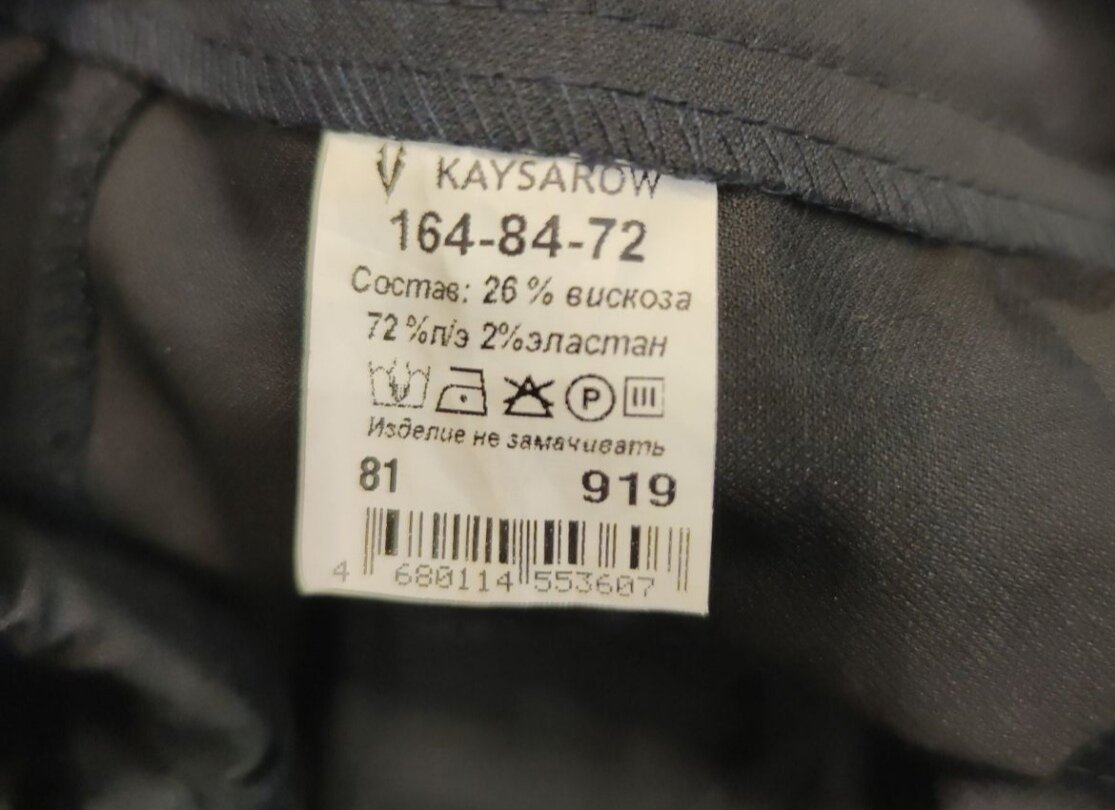 KAYSAROW
164-84-72
Состав: 26 % вискоза
72 %п/э 2%эластан
P
Изделие не замачивать
81 919
4 680114 553607